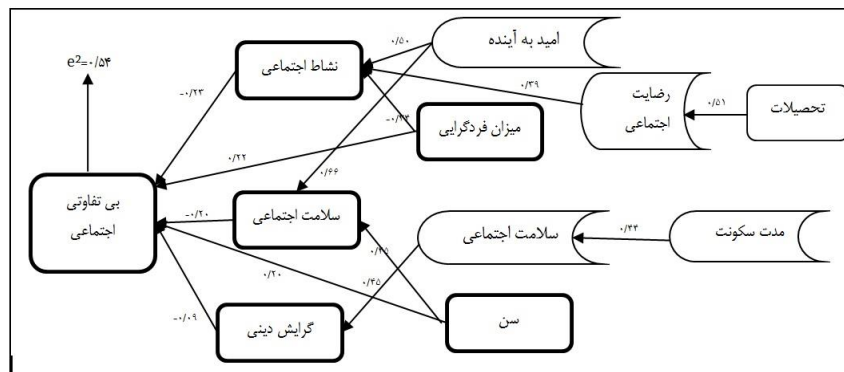 امید به آینده
۰/۵۰
نشاط اجتماعی
e²=۰/۵۴
رضایت
اجتماعی
۰/۳۹
۰/۵۱
تحصیلات
-۰/۲۳
میزان فردگرایی
۰/۲۲
۰/۶۶
بی تفاوتی
اجتماعی
-۰/۲۰
سلامت اجتماعی
سلامت اجتماعی
۰/۴۴
مدت سکونت
۰/۲۰
۰/۴۵
-۰/۰۹
گرایش دینی
سن